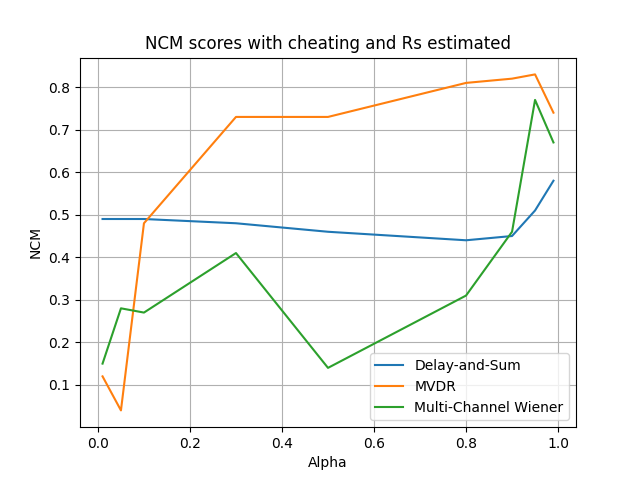 NCM scores with cheating and Rs estimated
NCM
0.8
0.7
0.6
0.5
0.4
0.3
0.2
0.1
Delay-and-Sum
MVDR
Multi-Channel Wiener
0.0 0.2 0.4 0.6 0.8 1.0
Alpha